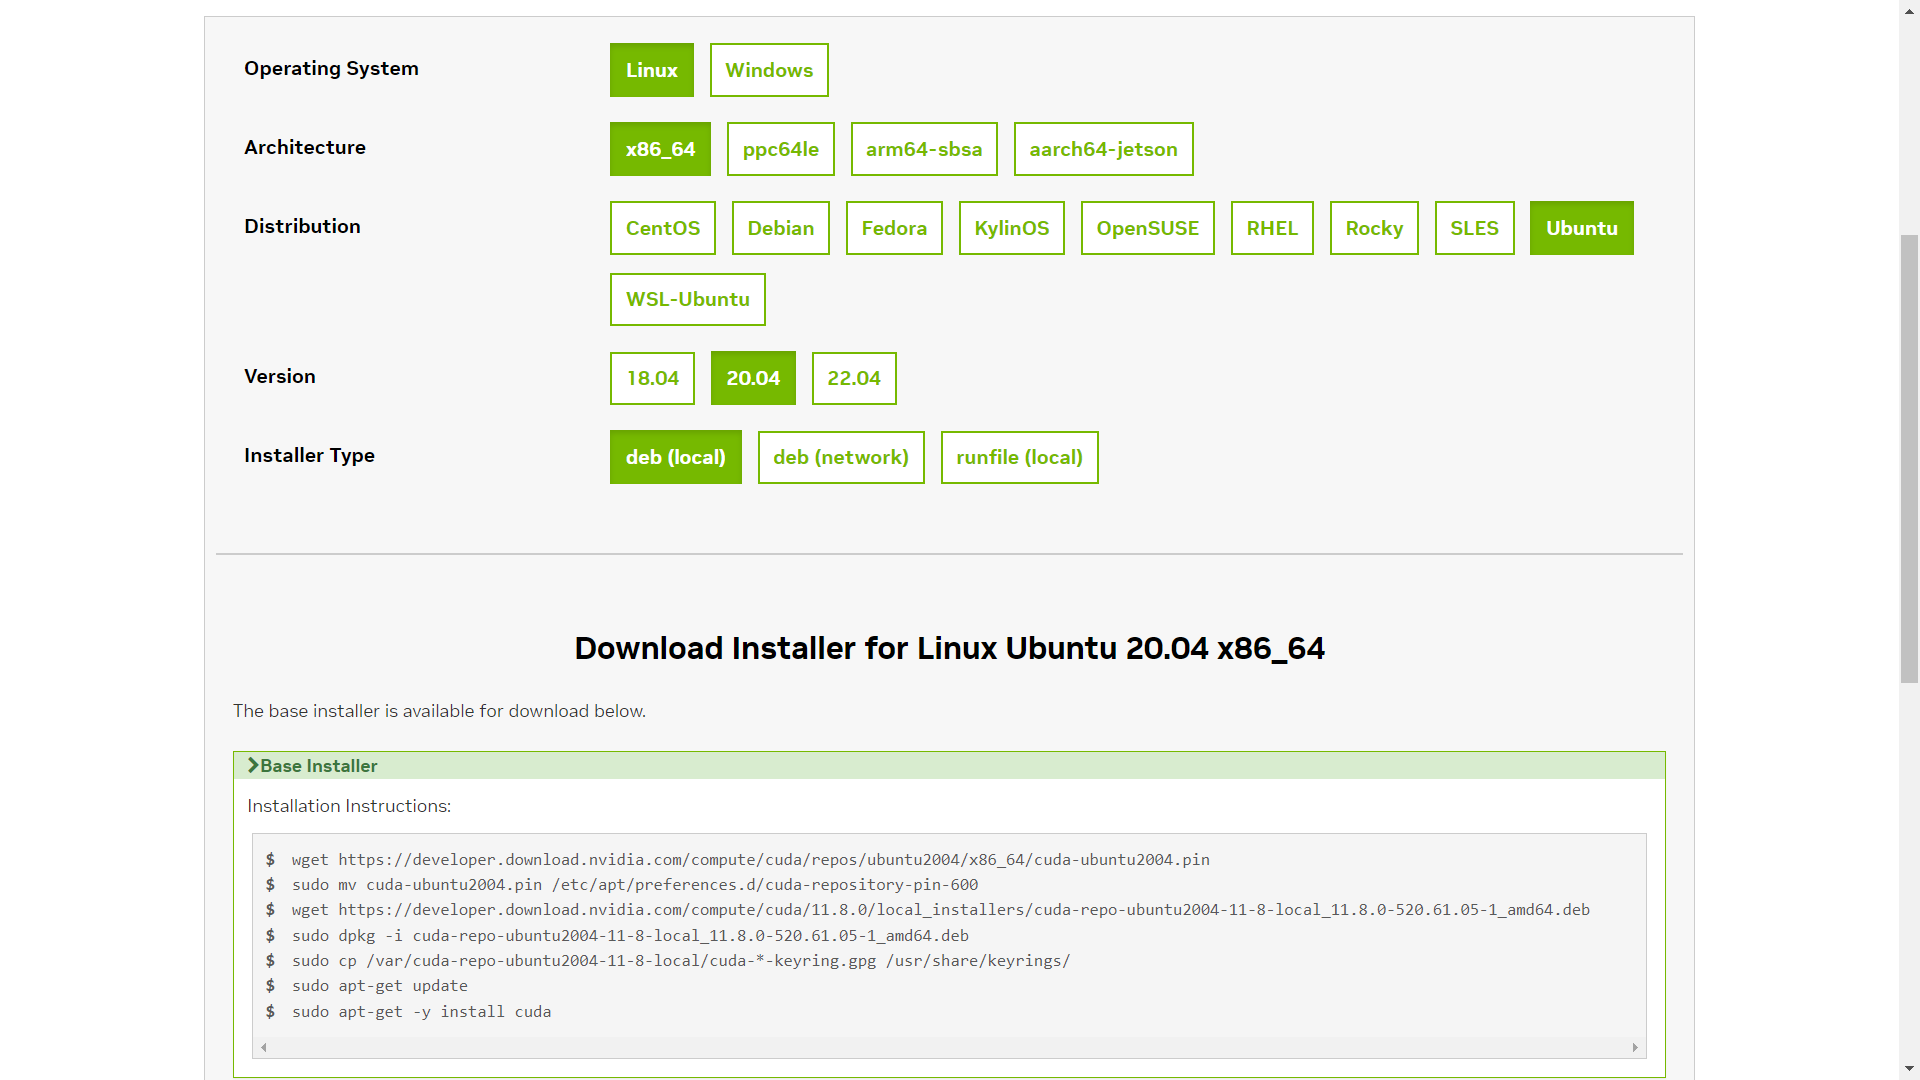 Operating System
Linux Windows
Architecture
x86_64 ppc64le arm64-sbsa aarch64-jetson
Distribution
CentOS Debian Fedora KylinOS OpenSUSE RHEL Rocky SLES Ubuntu
WSL-Ubuntu
Version
18.04 20.04 22.04
Installer Type
deb (local) deb (network) runfile (local)
Download Installer for Linux Ubuntu 20.04 x86_64
The base installer is available for download below.
Base Installer
Installation Instructions:
$ wget https://developer.download.nvidia.com/compute/cuda/repos/ubuntu2004/x86_64/cuda-ubuntu2004.pin
$ sudo mv cuda-ubuntu2004.pin /etc/apt/preferences.d/cuda-repository-pin-600
$ wget https://developer.download.nvidia.com/compute/cuda/11.8.0/local_installers/cuda-repo-ubuntu2004-11-8-local_11.8.0-520.61.05-1_amd64.deb
$ sudo dpkg -i cuda-repo-ubuntu2004-11-8-local_11.8.0-520.61.05-1_amd64.deb
$ sudo cp /var/cuda-repo-ubuntu2004-11-8-local/cuda-*-keyring.gpg /usr/share/keyrings/
$ sudo apt-get update
$ sudo apt-get -y install cuda